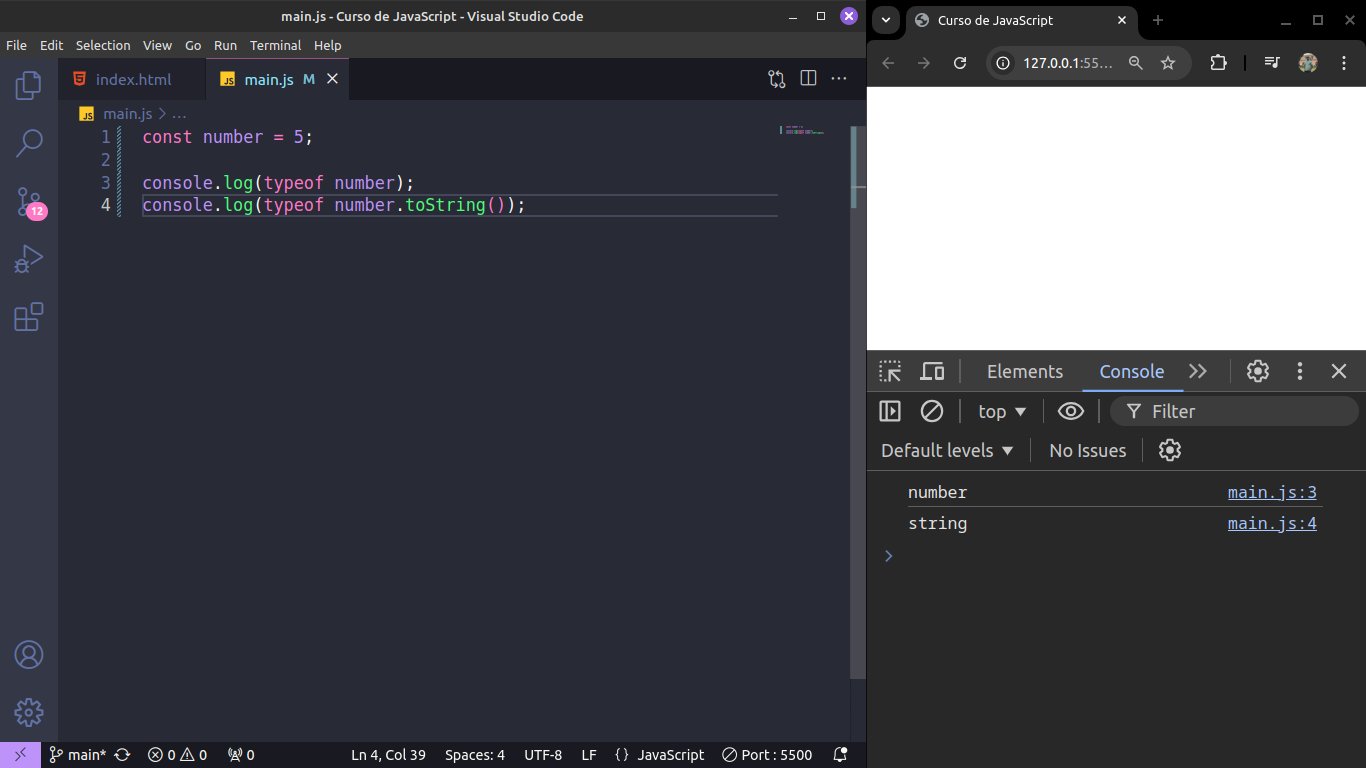 main.js - Curso de JavaScript - Visual Studio Code
File Edit Selection View Go Run Terminal Help
index.html
JS main.js M
JS main.js > ...
1 const number = 5;
2
3 console.log(typeof number);
4 console.log(typeof number.toString());
12
main* 0 0 0 Ln 4, Col 39 Spaces: 4 UTF-8 LF {} JavaScript Port : 5500
Curso de JavaScript
127.0.0.1:55...
Elements Console
top Filter
Default levels No Issues
number main.js:3
string main.js:4